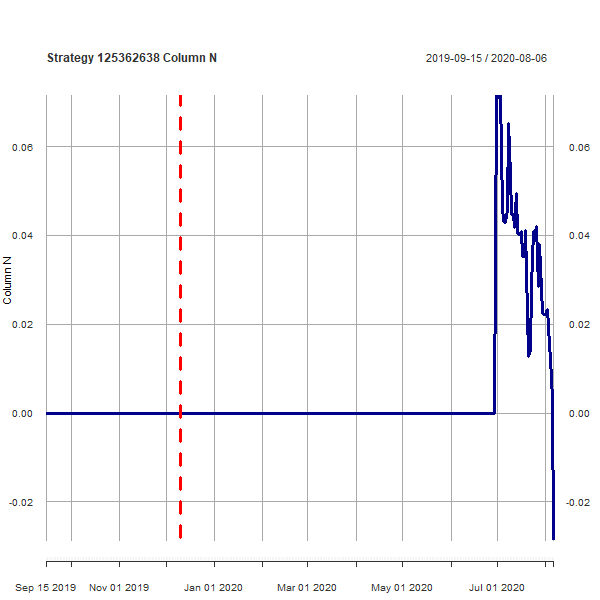 Strategy 125362638 Column N
2019-09-15 / 2020-08-06
Column N
0.06
0.04
0.02
0.00
-0.02
0.06
0.04
0.02
0.00
-0.02
Sep 15 2019
Nov 01 2019
Jan 01 2020
Mar 01 2020
May 01 2020
Jul 01 2020